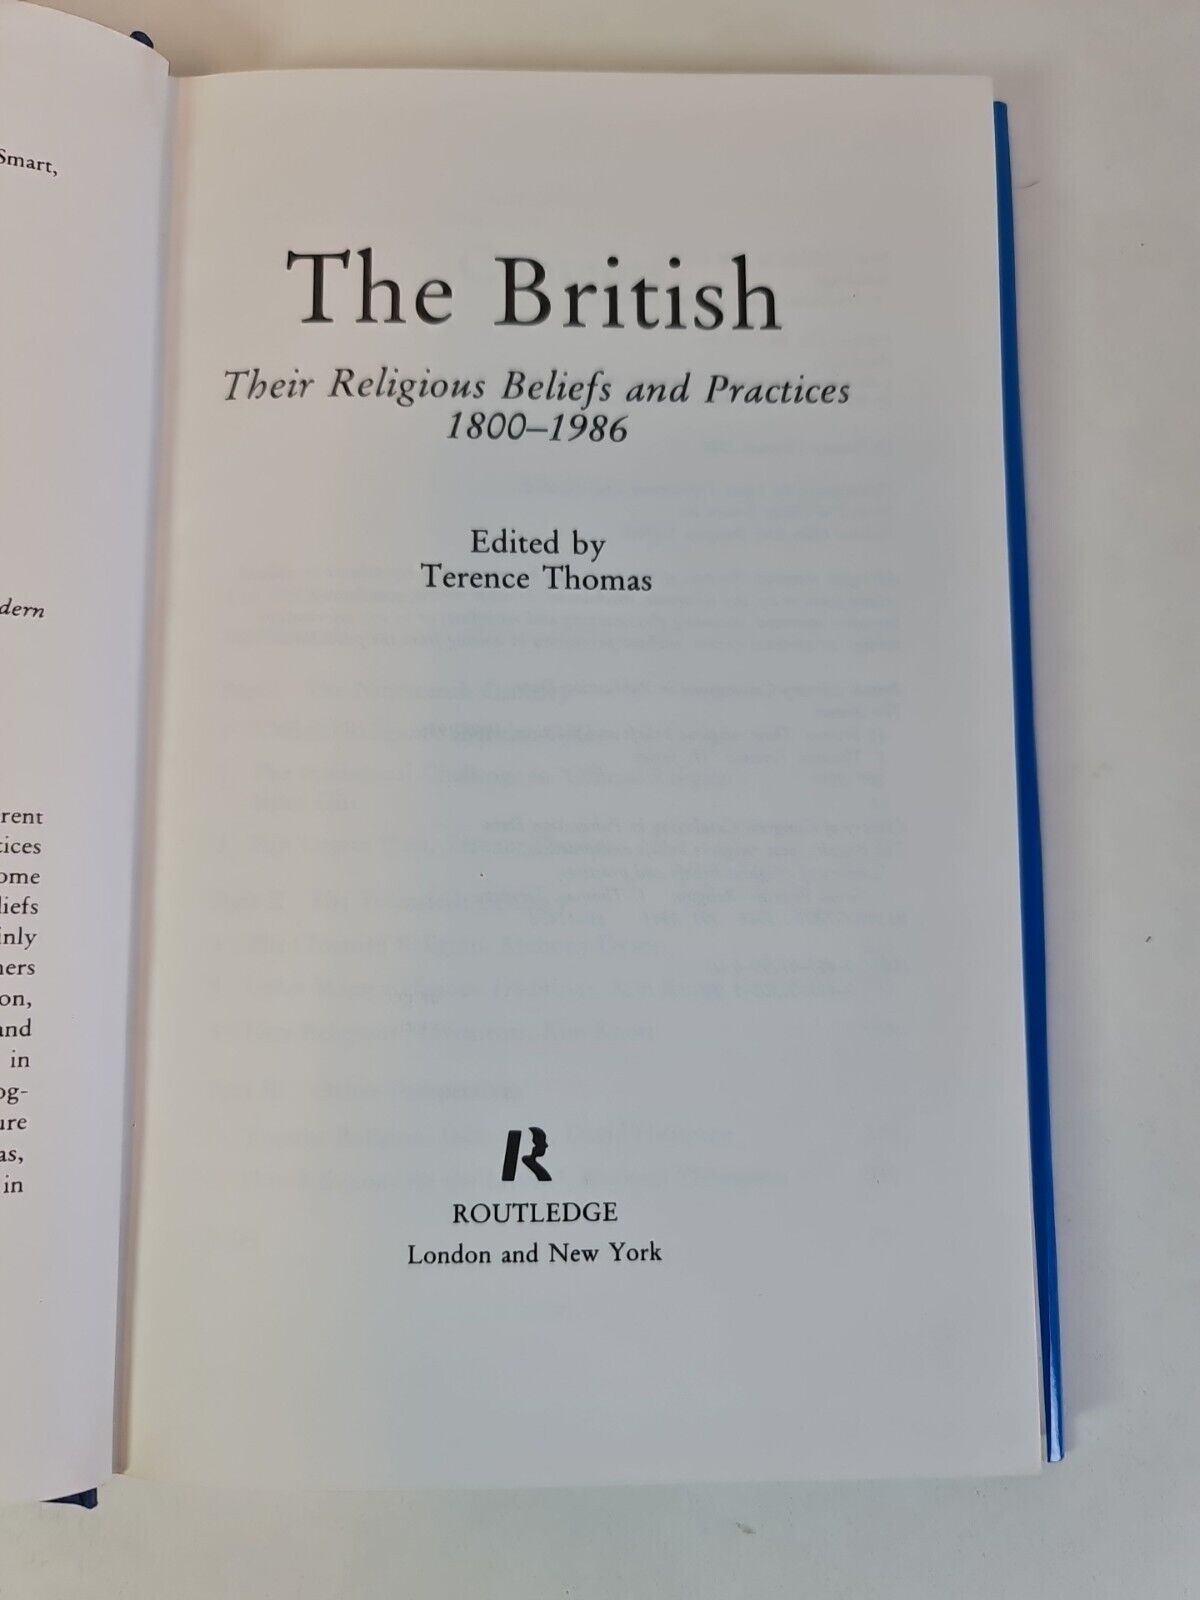 Smart,
dern
rent
tices
ome
liefs
inly
ners
on,
and
in
og-
ure
as,
in
The British
Their Religious Beliefs and Practices
1800–1986
Edited by
Terence Thomas
ROUTLEDGE
London and New York